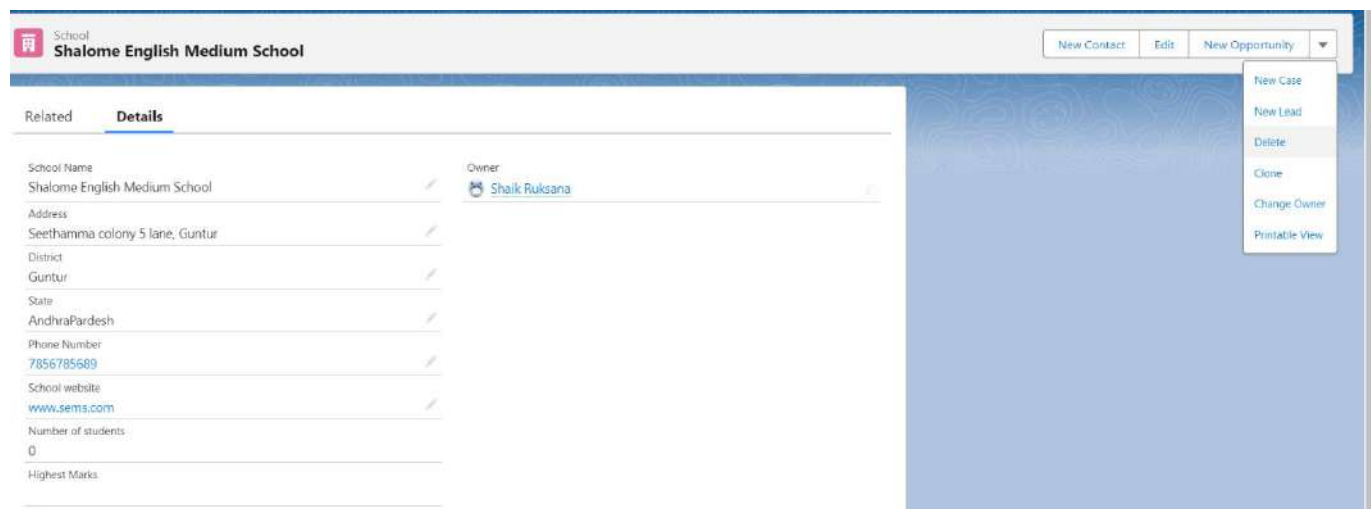 School
Shalome English Medium School
New Contact
Edit
New Opportunity
New Case
New Lead
Delete
Clone
Change Owner
Printable View
Related
Details
School Name
Shalome English Medium School
Address
Seethamma colony 5 lane, Guntur
District
Guntur
State
AndhraPardesh
Phone Number
7856785689
School website
www.sems.com
Number of students
0
Highest Marks
Owner
Shaik Ruksana